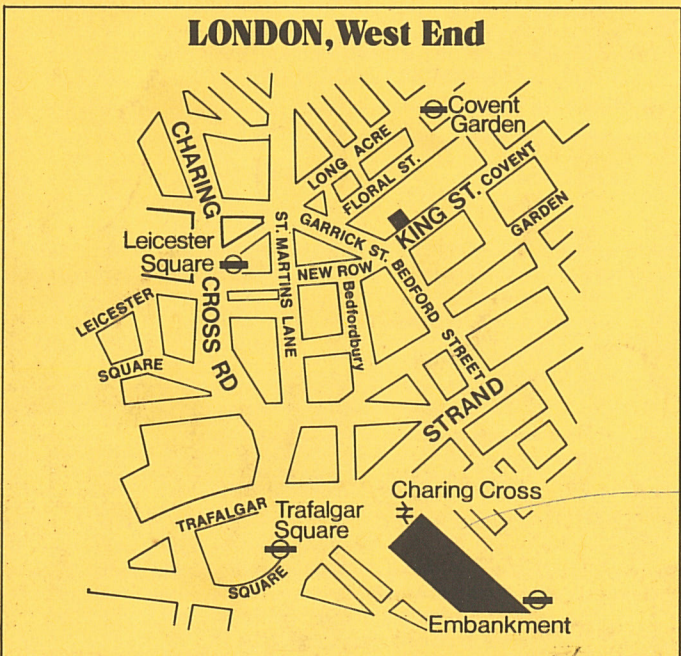 LONDON, West End
Covent
Garden
CHARING
CROSS RD
LONG ACRE
FLORAL ST.
KING ST.
COVENT
GARDEN
ST. MARTINS LANE
GARRICK ST.
Leicester
Square
NEW ROW
BEDFORD STREET
Bedfordbury
LEICESTER
SQUARE
STRAND
Charing Cross
TRAFALGAR
SQUARE
Trafalgar
Square
Embankment